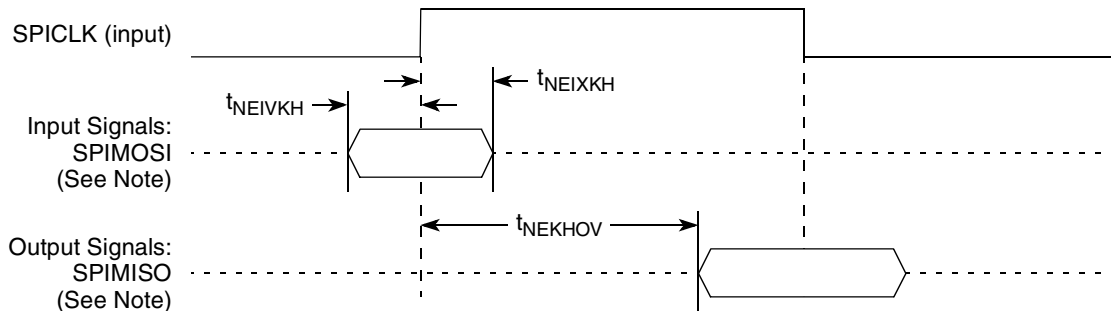 SPICLK (input)
tNEIXKH
tNEIVKH
Input Signals:
SPIMOSI
(See Note)
tNEKHOV
Output Signals:
SPIMISO
(See Note)